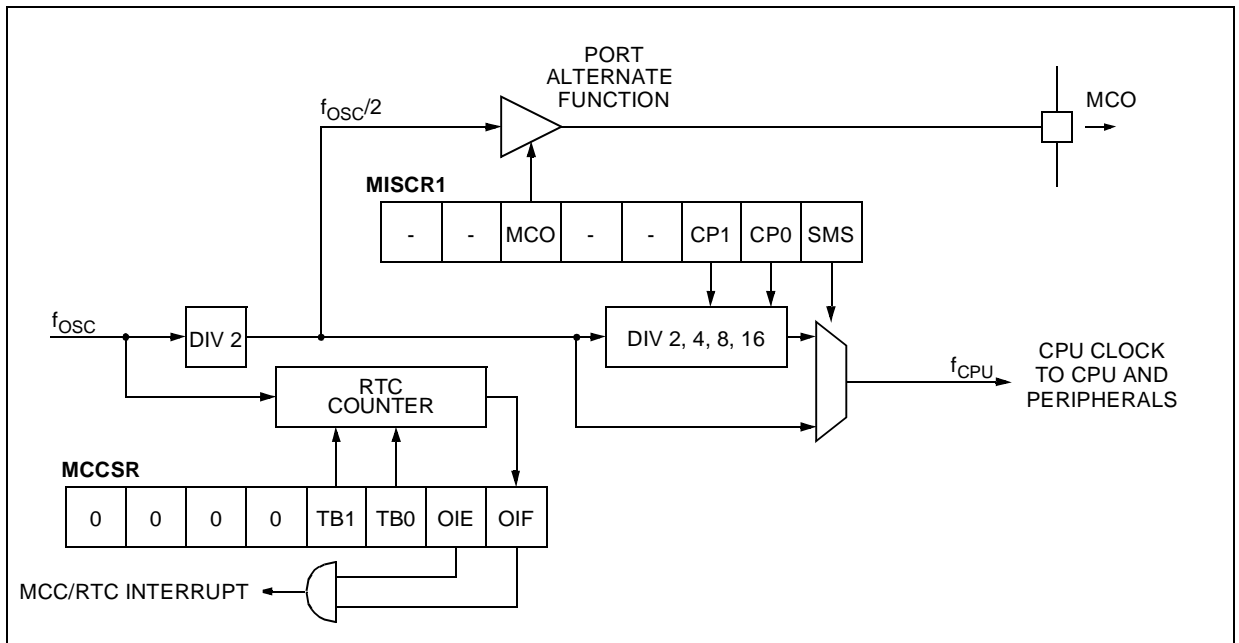 PORT
ALTERNATE
FUNCTION
fOSC/2
MCO
MISCR1
- - MCO - - CP1 CP0 SMS
fOSC
DIV 2
DIV 2, 4, 8, 16
fCPU
CPU CLOCK
TO CPU AND
PERIPHERALS
RTC
COUNTER
MCCSR
0 0 0 0 TB1 TB0 OIE OIF
MCC/RTC INTERRUPT